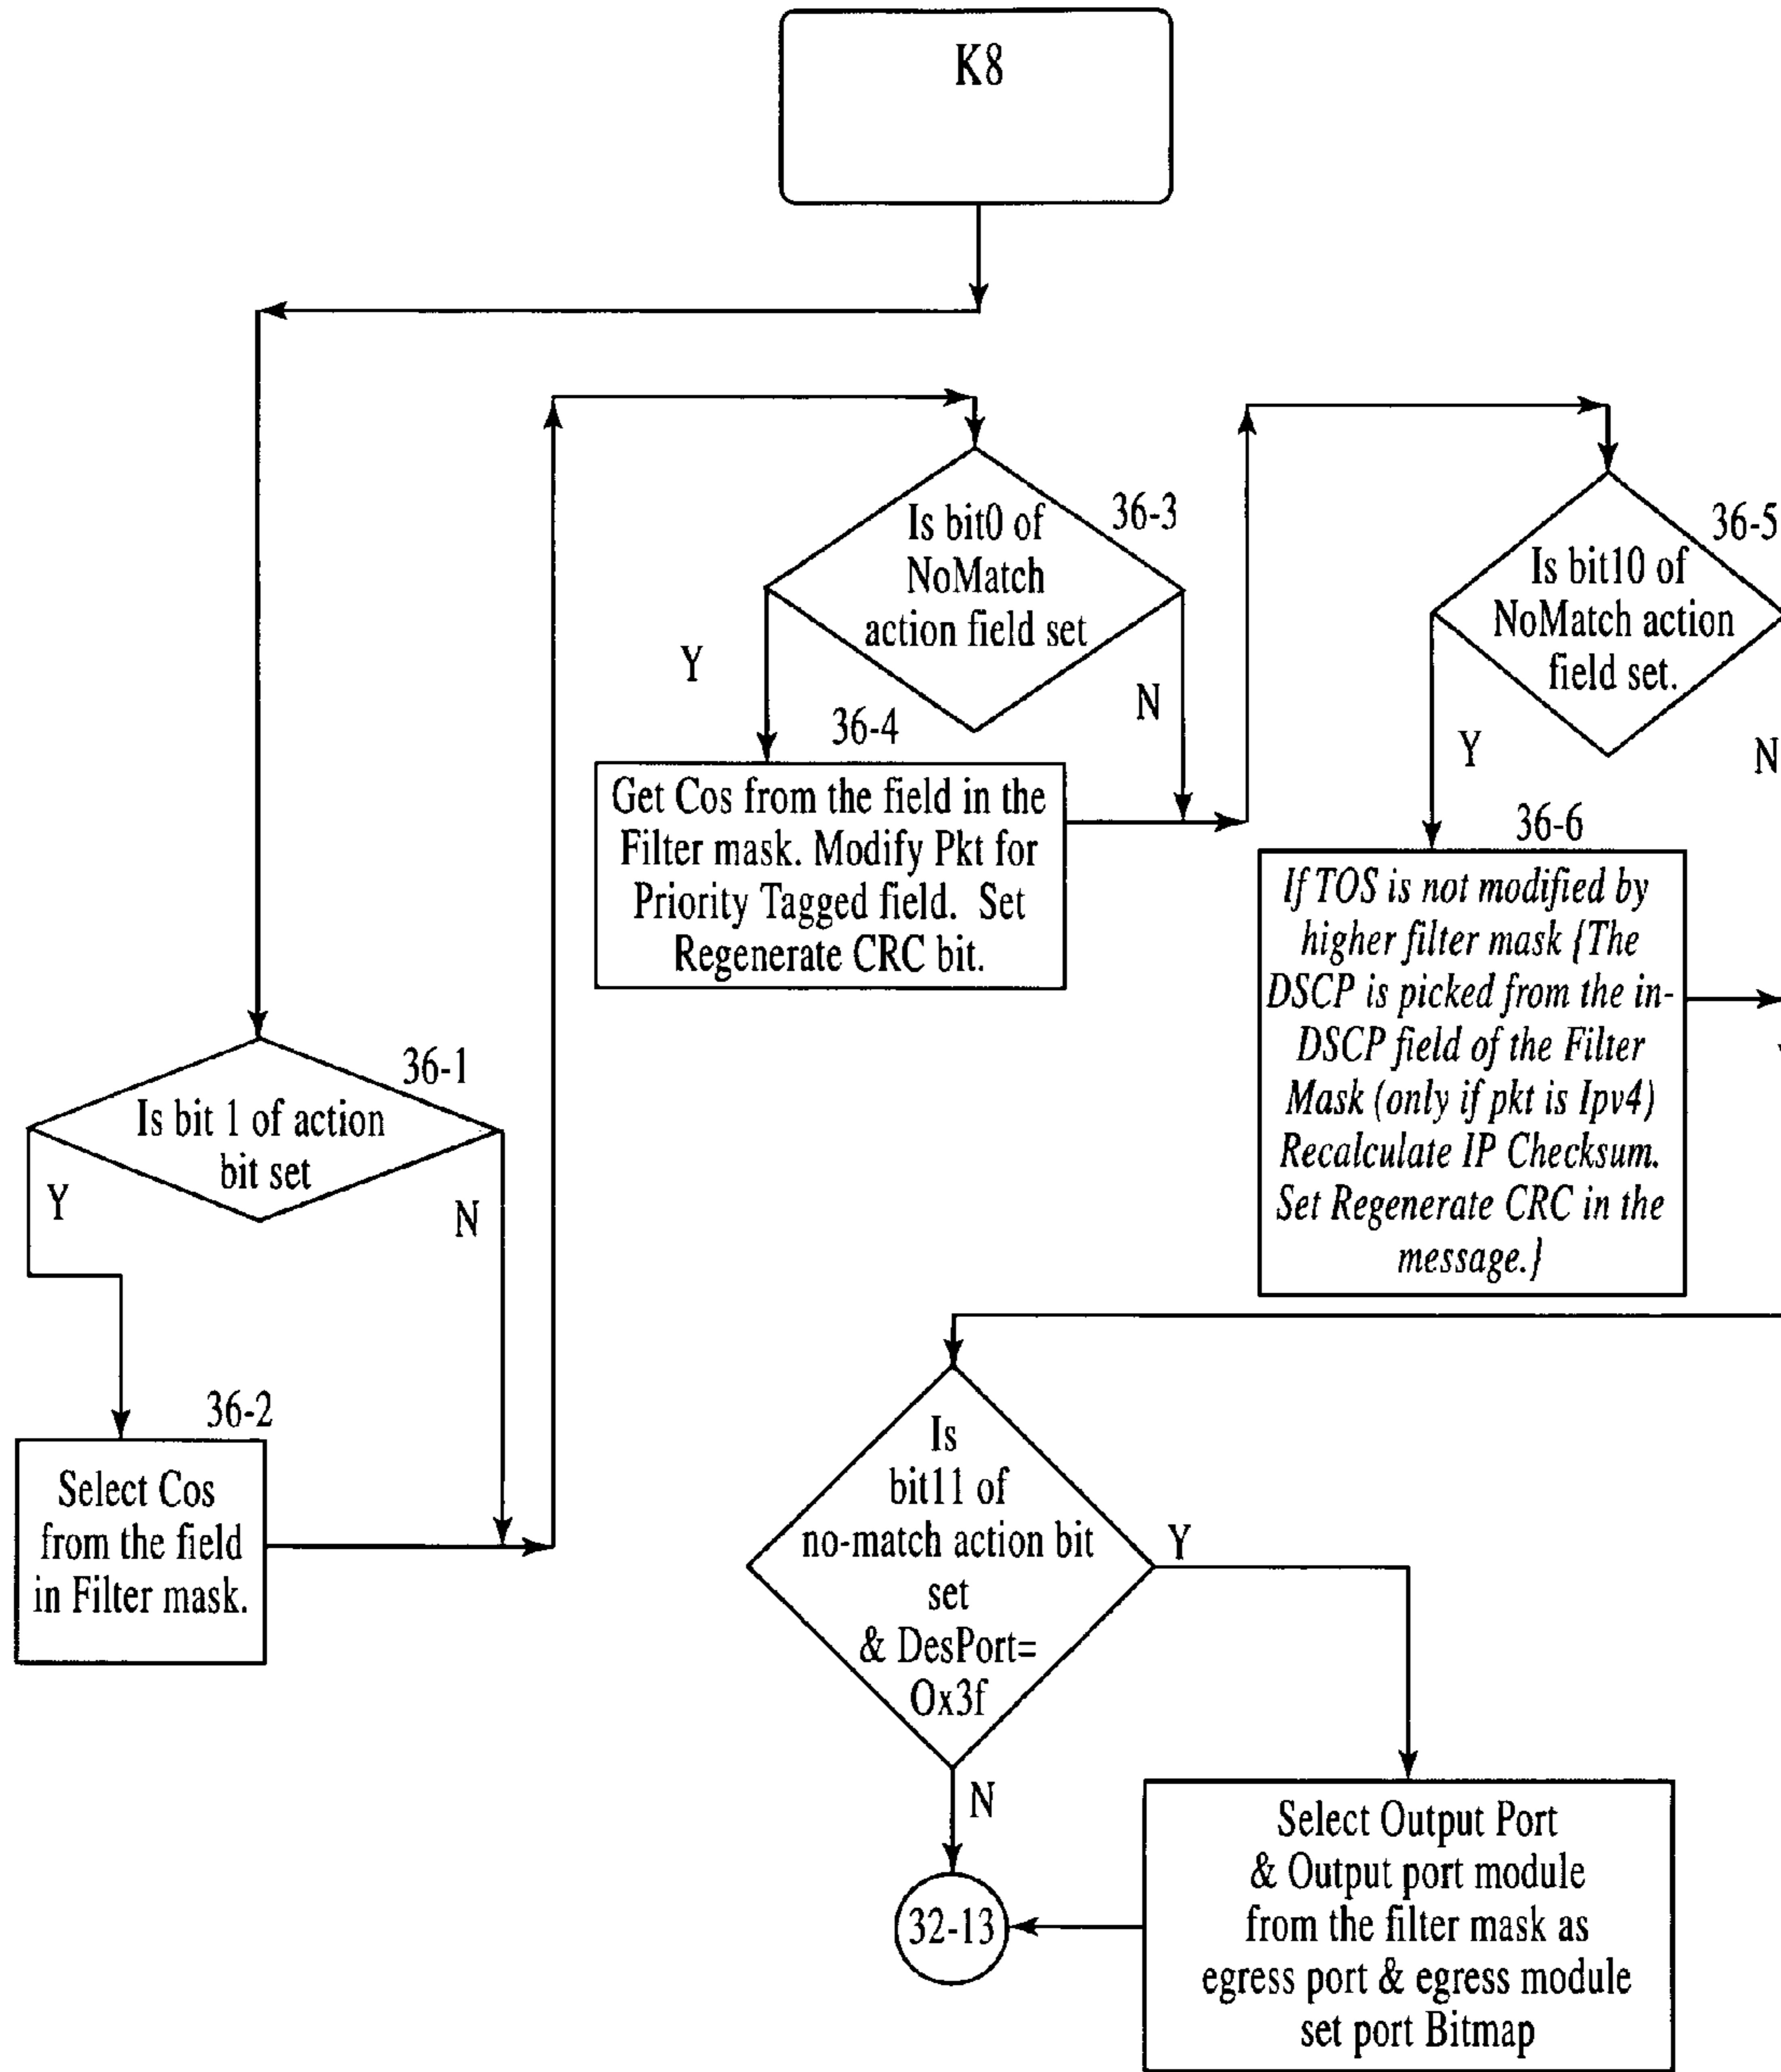 K8
36-1
Is bit 1 of action
bit set
Y
N
36-2
Select Cos
from the field
in Filter mask.
36-3
Is bit0 of
NoMatch
action field set
Y
N
36-4
Get Cos from the field in the
Filter mask. Modify Pkt for
Priority Tagged field. Set
Regenerate CRC bit.
36-5
Is bit10 of
NoMatch action
field set.
Y
N
36-6
If TOS is not modified by
higher filter mask {The
DSCP is picked from the in-
DSCP field of the Filter
Mask (only if pkt is Ipv4)
Recalculate IP Checksum.
Set Regenerate CRC in the
message.}
Is
bit11 of
no-match action bit
set
& DesPort=
Ox3f
Y
N
32-13
Select Output Port
& Output port module
from the filter mask as
egress port & egress module
set port Bitmap